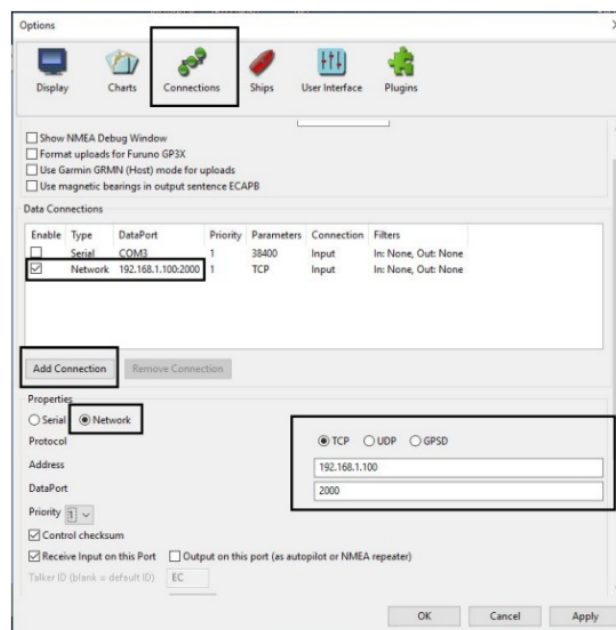 Options
Display Charts Connections Ships User Interface Plugins
Show NMEA Debug Window
Format uploads for Furuno GP3X
Use Garmin GRMN (Host) mode for uploads
Use magnetic bearings in output sentence ECAPB
Data Connections
Enable Type DataPort Priority Parameters Connection Filters
Serial COM3 1 38400 Input In: None, Out: None
Network 192.168.1.100:2000 1 TCP Input In: None, Out: None
Add Connection Remove Connection
Properties
Serial Network
Protocol TCP UDP GPSD
Address 192.168.1.100
DataPort 2000
Priority 1
Control checksum
Receive Input on this Port Output on this port (as autopilot or NMEA repeater)
Talker ID (blank = default ID) EC
OK Cancel Apply